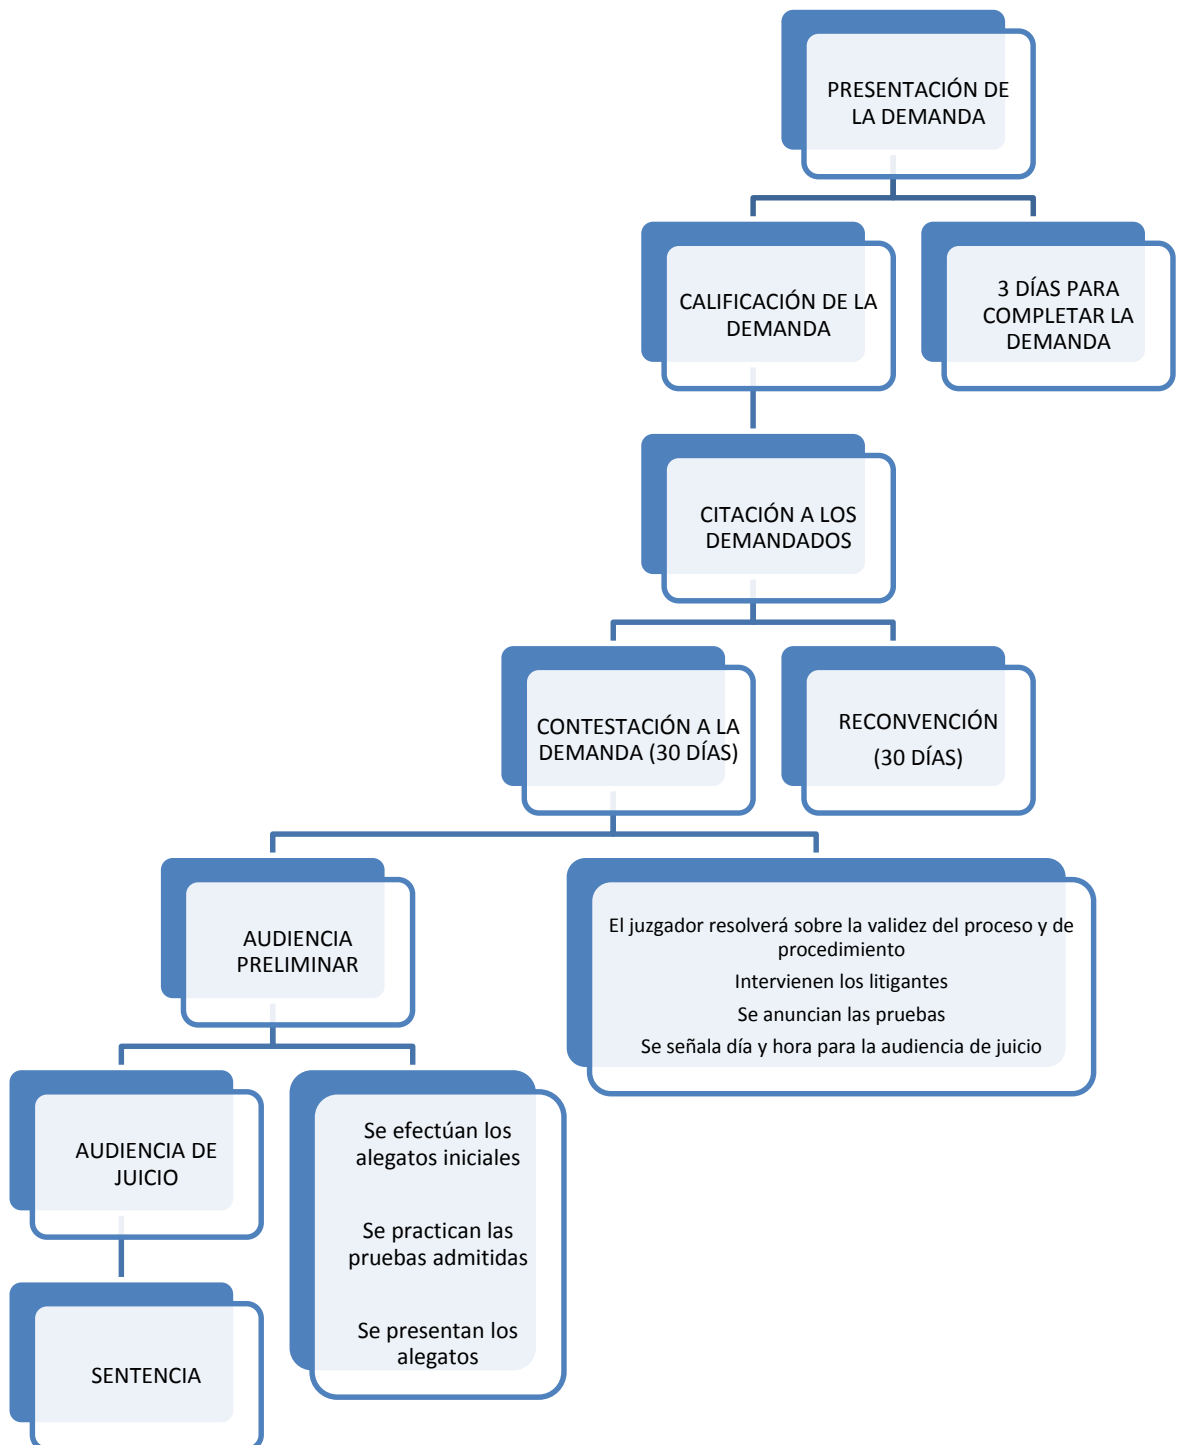 PRESENTACIÓN DE
LA DEMANDA
CALIFICACIÓN DE LA
DEMANDA
3 DÍAS PARA
COMPLETAR LA
DEMANDA
CITACIÓN A LOS
DEMANDADOS
CONTESTACIÓN A LA
DEMANDA (30 DÍAS)
RECONVENCIÓN
(30 DÍAS)
AUDIENCIA
PRELIMINAR
El juzgador resolverá sobre la validez del proceso y de
procedimiento
Intervienen los litigantes
Se anuncian las pruebas
Se señala día y hora para la audiencia de juicio
AUDIENCIA DE
JUICIO
Se efectúan los
alegatos iniciales
Se practican las
pruebas admitidas
Se presentan los
alegatos
SENTENCIA